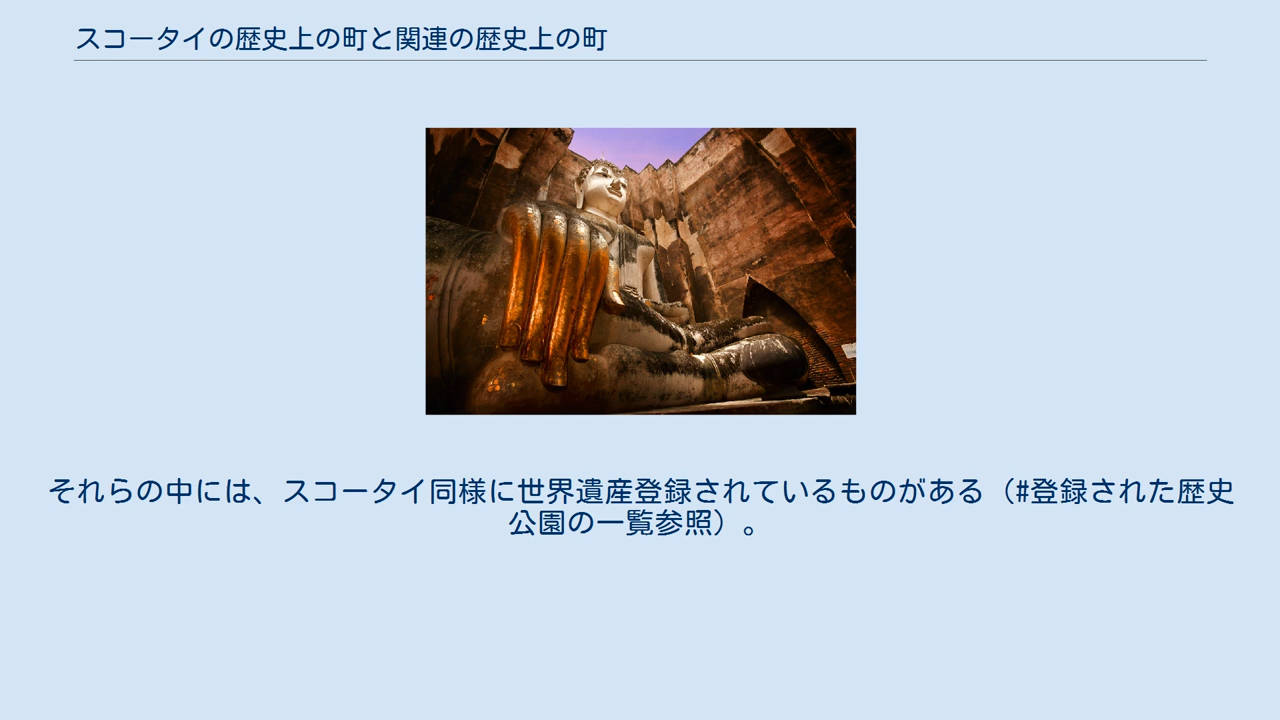 スコータイの歴史上の町と関連の歴史上の町
それらの中には、スコータイ同様に世界遺産登録されているものがある（#登録された歴史
公園の一覧参照）。